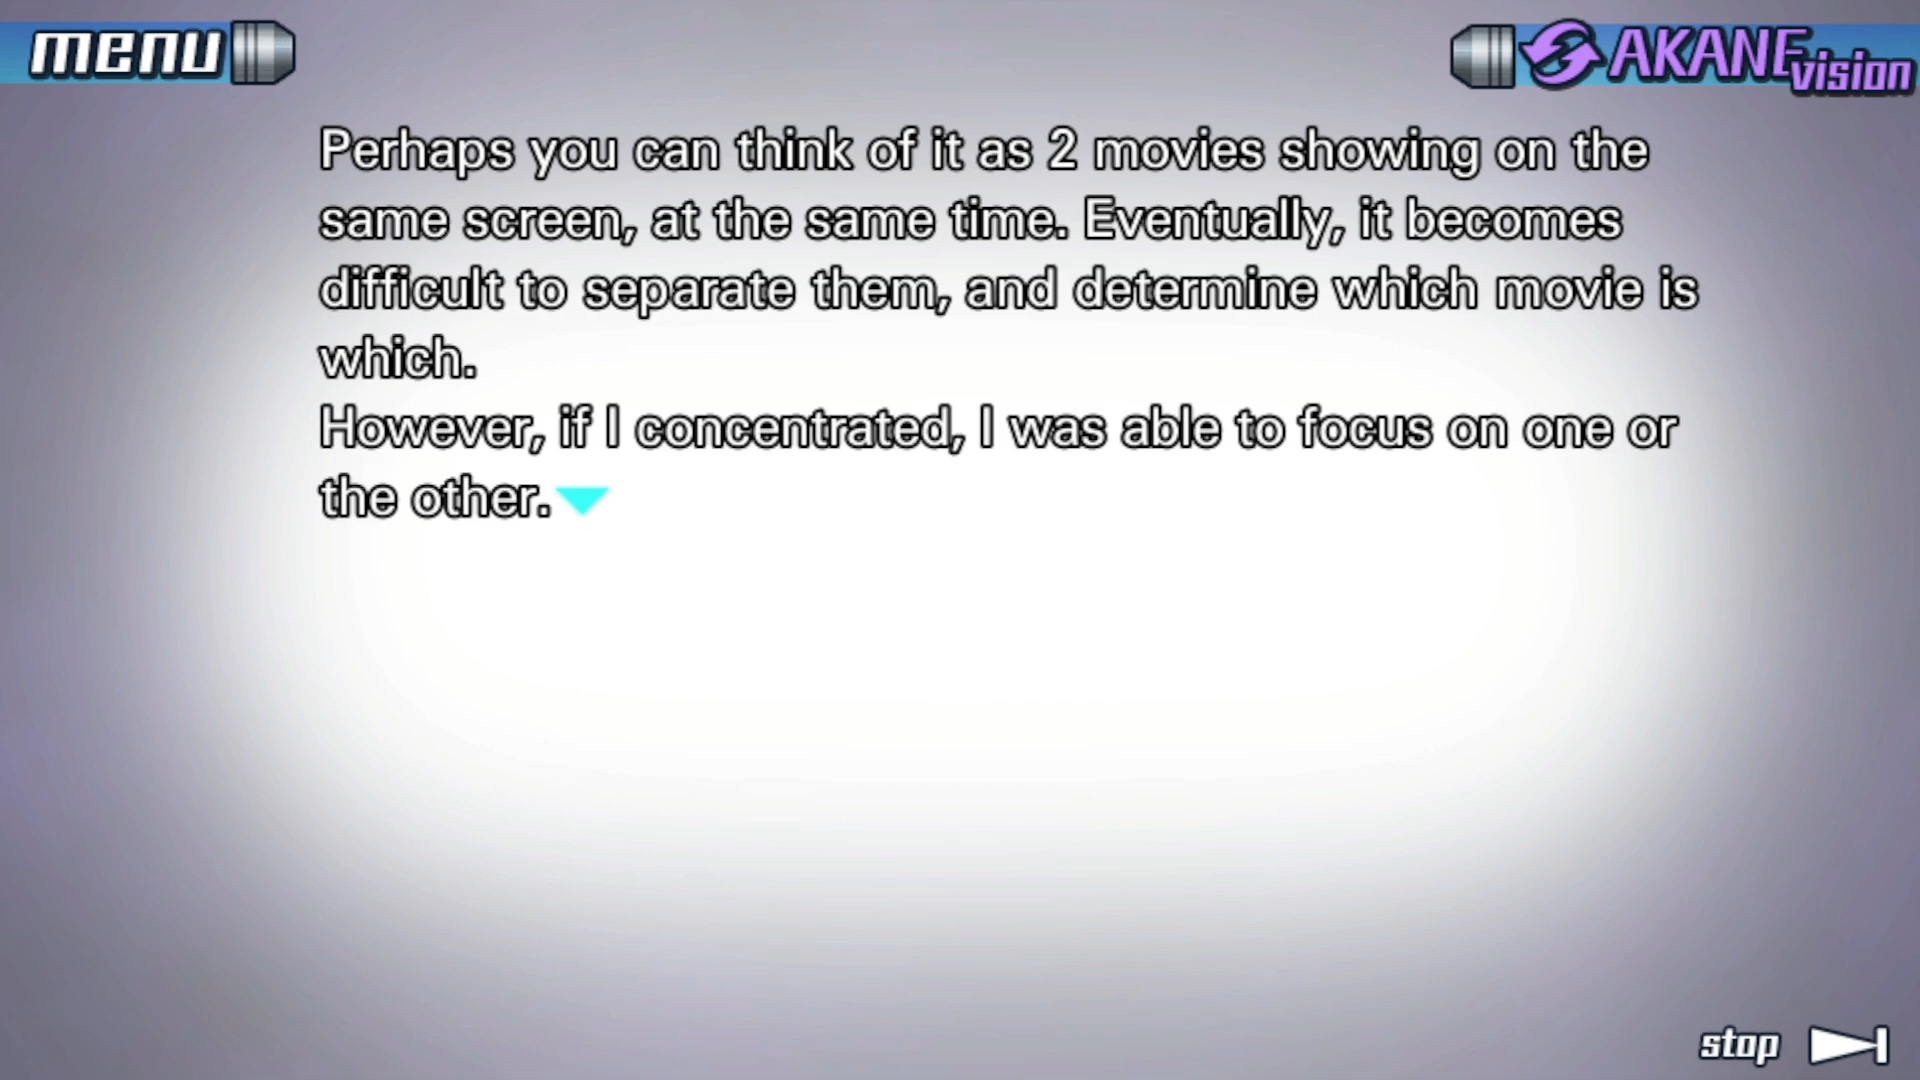 menu
AKANE vision
Perhaps you can think of it as 2 movies showing on the
same screen, at the same time. Eventually, it becomes
difficult to separate them, and determine which movie is
which.
However, if I concentrated, I was able to focus on one or
the other.
stop